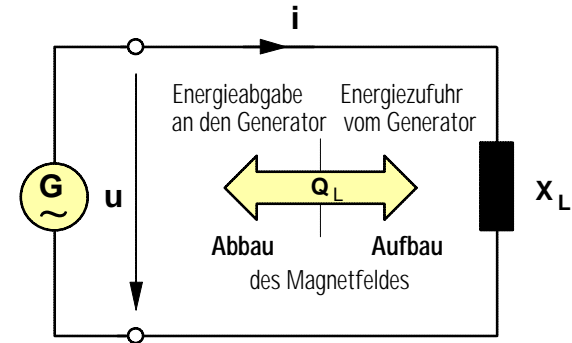 i
Energieabgabe
an den Generator
Energiezufuhr
vom Generator
G
~
u
Q L
X L
Abbau
Aufbau
des Magnetfeldes